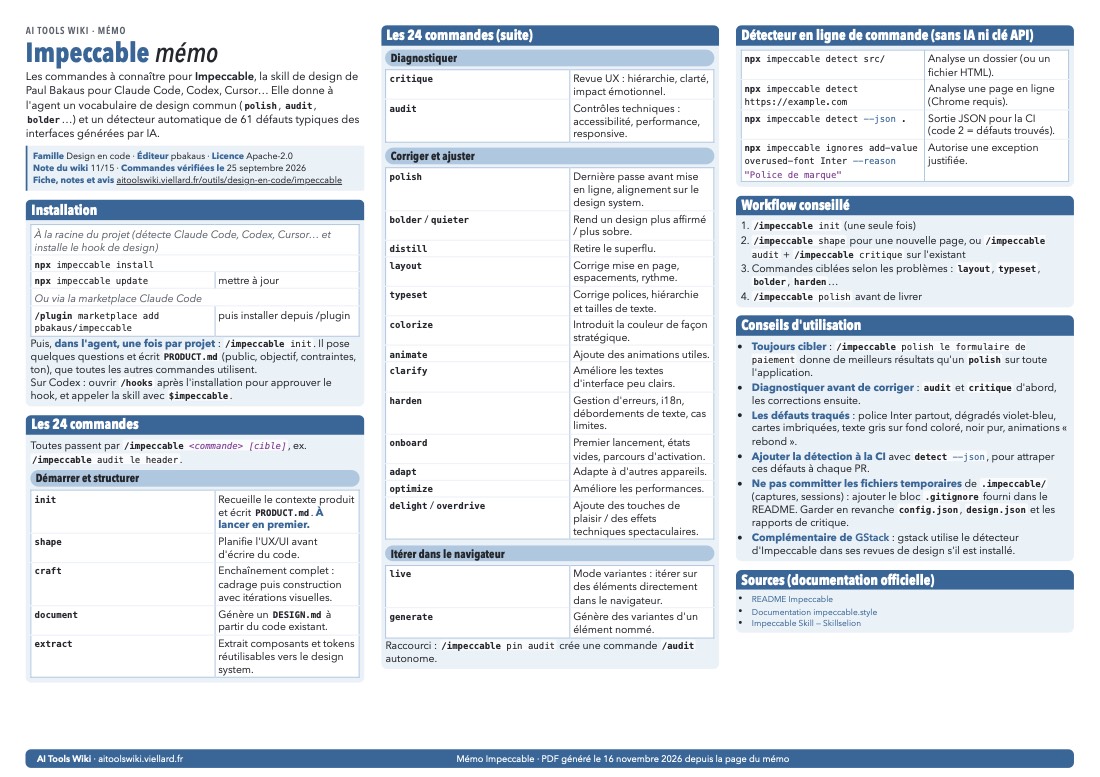 AI TOOLS WIKI · MÉMO
Impeccable mémo
Les commandes à connaître pour Impeccable, la skill de design de
Paul Bakaus pour Claude Code, Codex, Cursor… Elle donne à
l'agent un vocabulaire de design commun (polish, audit,
bolder…) et un détecteur automatique de 61 défauts typiques des
interfaces générées par IA.
Famille Design en code · Éditeur pbakaus · Licence Apache-2.0
Note du wiki 11/15 · Commandes vérifiées le 25 septembre 2026
Fiche, notes et avis aitoolswiki.viellard.fr/outils/design-en-code/impeccable
Installation
À la racine du projet (détecte Claude Code, Codex, Cursor… et
installe le hook de design)
npx impeccable install
npx impeccable update mettre à jour
Ou via la marketplace Claude Code
/plugin marketplace add puis installer depuis /plugin
pbakaus/impeccable
Puis, dans l'agent, une fois par projet : /impeccable init. Il pose
quelques questions et écrit PRODUCT.md (public, objectif, contraintes,
ton), que toutes les autres commandes utilisent.
Sur Codex : ouvrir /hooks après l'installation pour approuver le
hook, et appeler la skill avec $impeccable.
Les 24 commandes
Toutes passent par /impeccable <commande> [cible], ex.
/impeccable audit le header.
Démarrer et structurer
init Recueille le contexte produit
et écrit PRODUCT.md. À
lancer en premier.
shape Planifie l'UX/UI avant
d'écrire du code.
craft Enchaînement complet :
cadrage puis construction
avec itérations visuelles.
document Génère un DESIGN.md à
partir du code existant.
extract Extrait composants et tokens
réutilisables vers le design
system.
Les 24 commandes (suite)
Diagnostiquer
critique Revue UX : hiérarchie, clarté,
impact émotionnel.
audit Contrôles techniques :
accessibilité, performance,
responsive.
Corriger et ajuster
polish Dernière passe avant mise
en ligne, alignement sur le
design system.
bolder / quieter Rend un design plus affirmé
/ plus sobre.
distill Retire le superflu.
layout Corrige mise en page,
espacements, rythme.
typeset Corrige polices, hiérarchie
et tailles de texte.
colorize Introduit la couleur de façon
stratégique.
animate Ajoute des animations utiles.
clarify Améliore les textes
d'interface peu clairs.
harden Gestion d'erreurs, i18n,
débordements de texte, cas
limites.
onboard Premier lancement, états
vides, parcours d'activation.
adapt Adapte à d'autres appareils.
optimize Améliore les performances.
delight / overdrive Ajoute des touches de
plaisir / des effets
techniques spectaculaires.
Itérer dans le navigateur
live Mode variantes : itérer sur
des éléments directement
dans le navigateur.
generate Génère des variantes d'un
élément nommé.
Raccourci : /impeccable pin audit crée une commande /audit
autonome.
Détecteur en ligne de commande (sans IA ni clé API)
npx impeccable detect src/ Analyse un dossier (ou un
fichier HTML).
npx impeccable detect Analyse une page en ligne
https://example.com (Chrome requis).
npx impeccable detect --json . Sortie JSON pour la CI
(code 2 = défauts trouvés).
npx impeccable ignores add-value Autorise une exception
overused-font Inter --reason justifiée.
"Police de marque"
Workflow conseillé
1. /impeccable init (une seule fois)
2. /impeccable shape pour une nouvelle page, ou /impeccable
audit + /impeccable critique sur l'existant
3. Commandes ciblées selon les problèmes : layout, typeset,
bolder, harden…
4. /impeccable polish avant de livrer
Conseils d'utilisation
• Toujours cibler : /impeccable polish le formulaire de
paiement donne de meilleurs résultats qu'un polish sur toute
l'application.
• Diagnostiquer avant de corriger : audit et critique d'abord,
les corrections ensuite.
• Les défauts traqués : police Inter partout, dégradés violet-bleu,
cartes imbriquées, texte gris sur fond coloré, noir pur, animations «
rebond ».
• Ajouter la détection à la CI avec detect --json, pour attraper
ces défauts à chaque PR.
• Ne pas committer les fichiers temporaires de .impeccable/
(captures, sessions) : ajouter le bloc .gitignore fourni dans le
README. Garder en revanche config.json, design.json et les
rapports de critique.
• Complémentaire de GStack : gstack utilise le détecteur
d'Impeccable dans ses revues de design s'il est installé.
Sources (documentation officielle)
• README Impeccable
• Documentation impeccable.style
• Impeccable Skill – Skillselion
AI Tools Wiki · aitoolswiki.viellard.fr
Mémo Impeccable · PDF généré le 16 novembre 2026 depuis la page du mémo